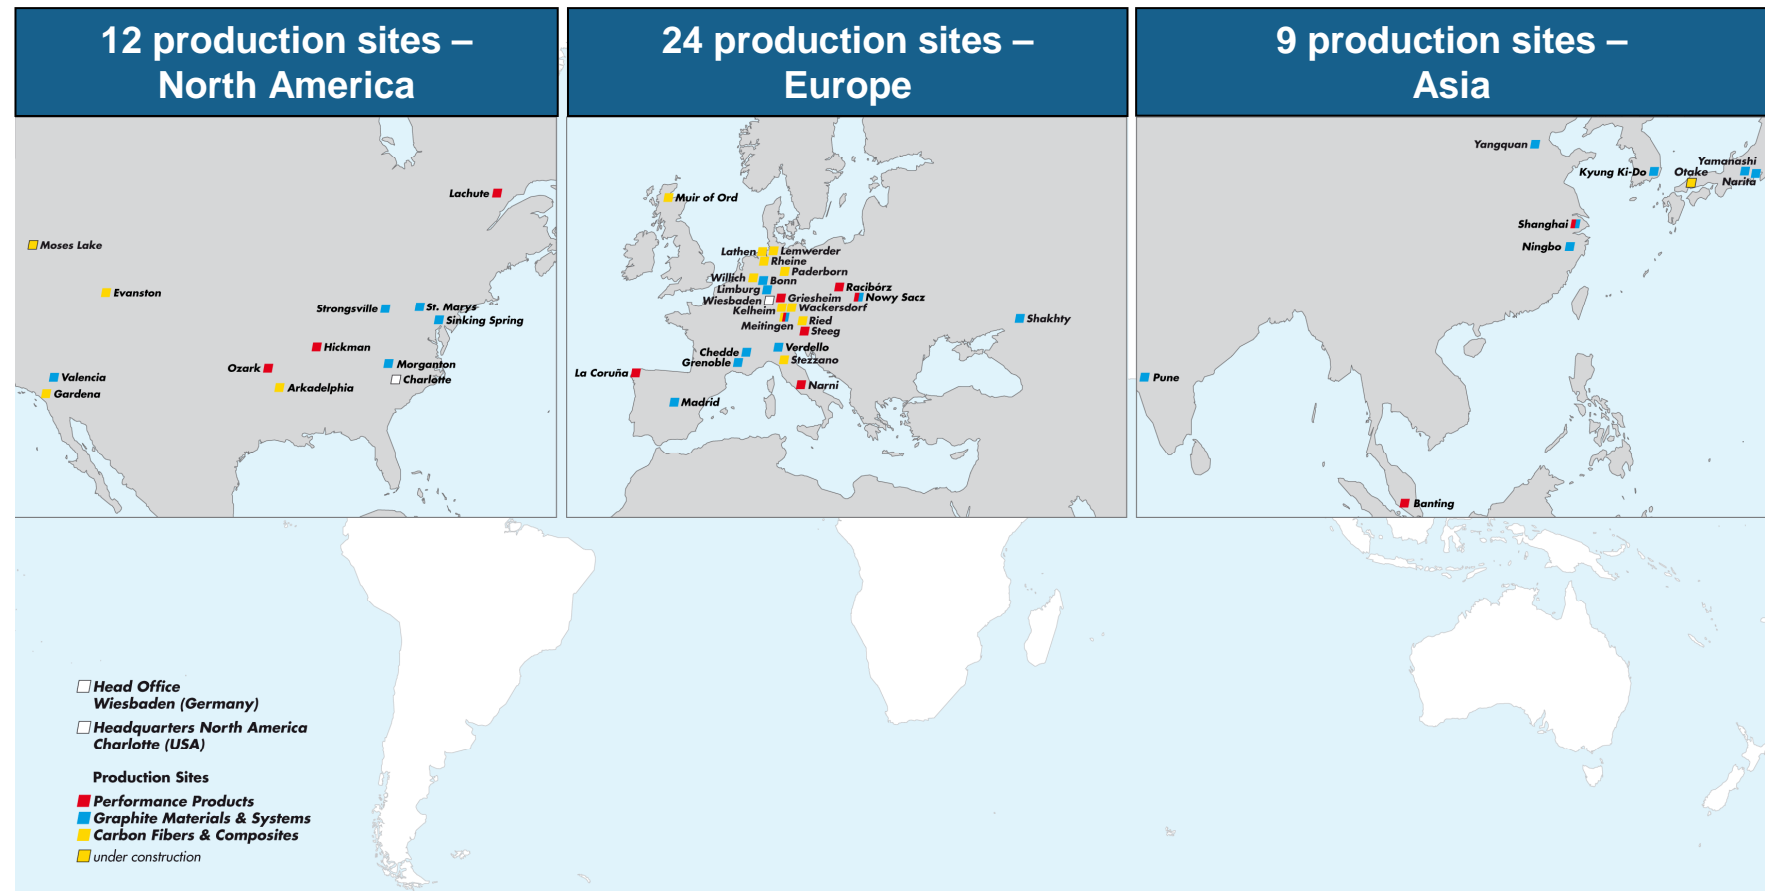 12 production sites –
North America
24 production sites –
Europe
9 production sites –
Asia
Lachute
Moses Lake
Evanston
Strongsville
St. Marys
Sinking Spring
Hickman
Ozark
Morganton
Charlotte
Arkadelphia
Valencia
Gardena
Muir of Ord
Lathen
Lemwerder
Rheine
Paderborn
Willich
Bonn
Limburg
Racibórz
Wiesbaden
Griesheim
Nowy Sacz
Kelheim
Wackersdorf
Meitingen
Ried
Steeg
Shakhty
Chedde
Verdello
Grenoble
Stezzano
La Coruña
Narni
Madrid
Yangquan
Kyung Ki-Do
Otake
Yamanashi
Narita
Shanghai
Ningbo
Pune
Banting
Head Office
Wiesbaden (Germany)
Headquarters North America
Charlotte (USA)
Production Sites
Performance Products
Graphite Materials & Systems
Carbon Fibers & Composites
under construction